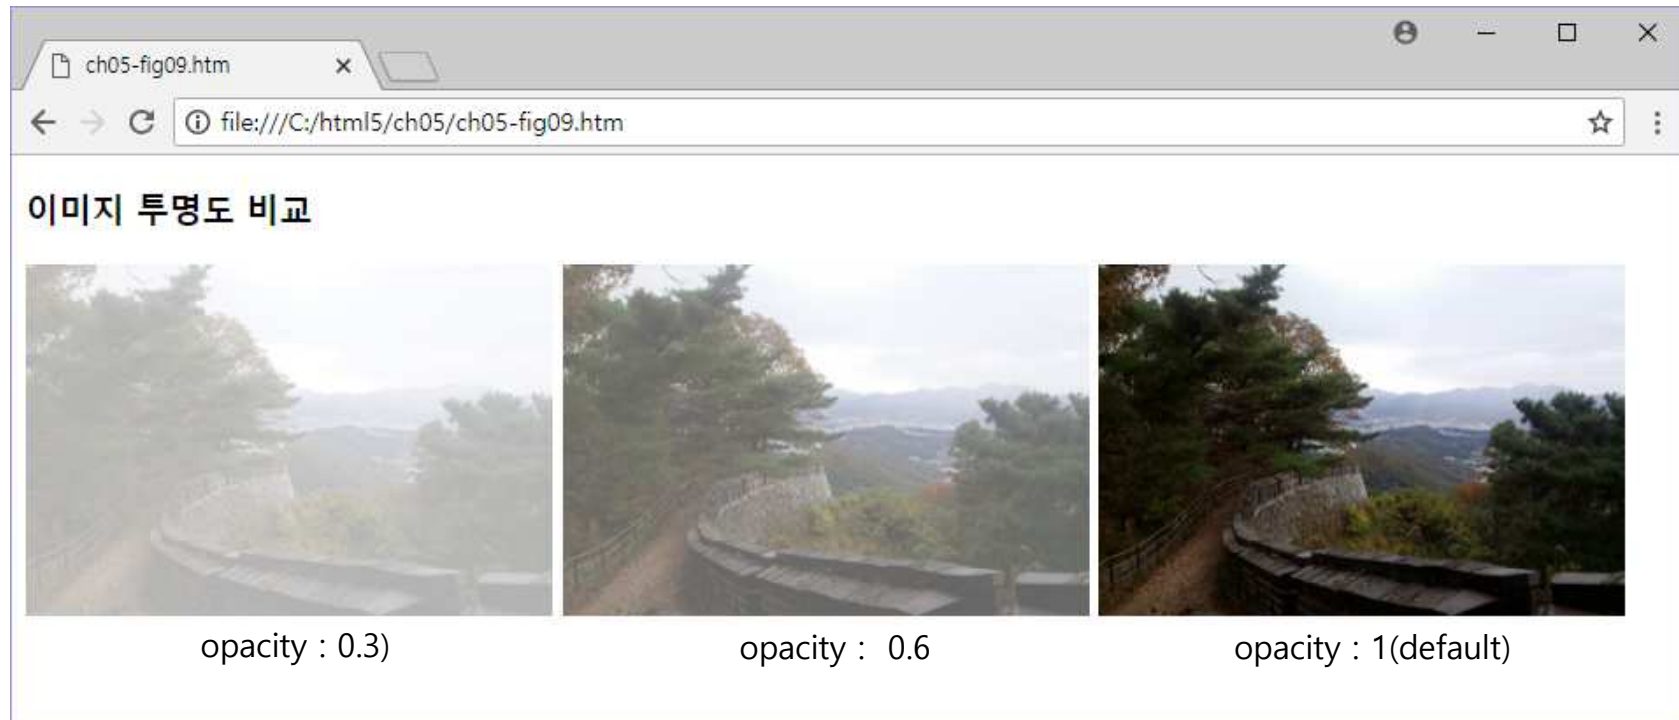 ch05-fig09.htm
file:///C:/html5/ch05/ch05-fig09.htm
이미지 투명도 비교
opacity : 0.3)
opacity :  0.6
opacity : 1(default)